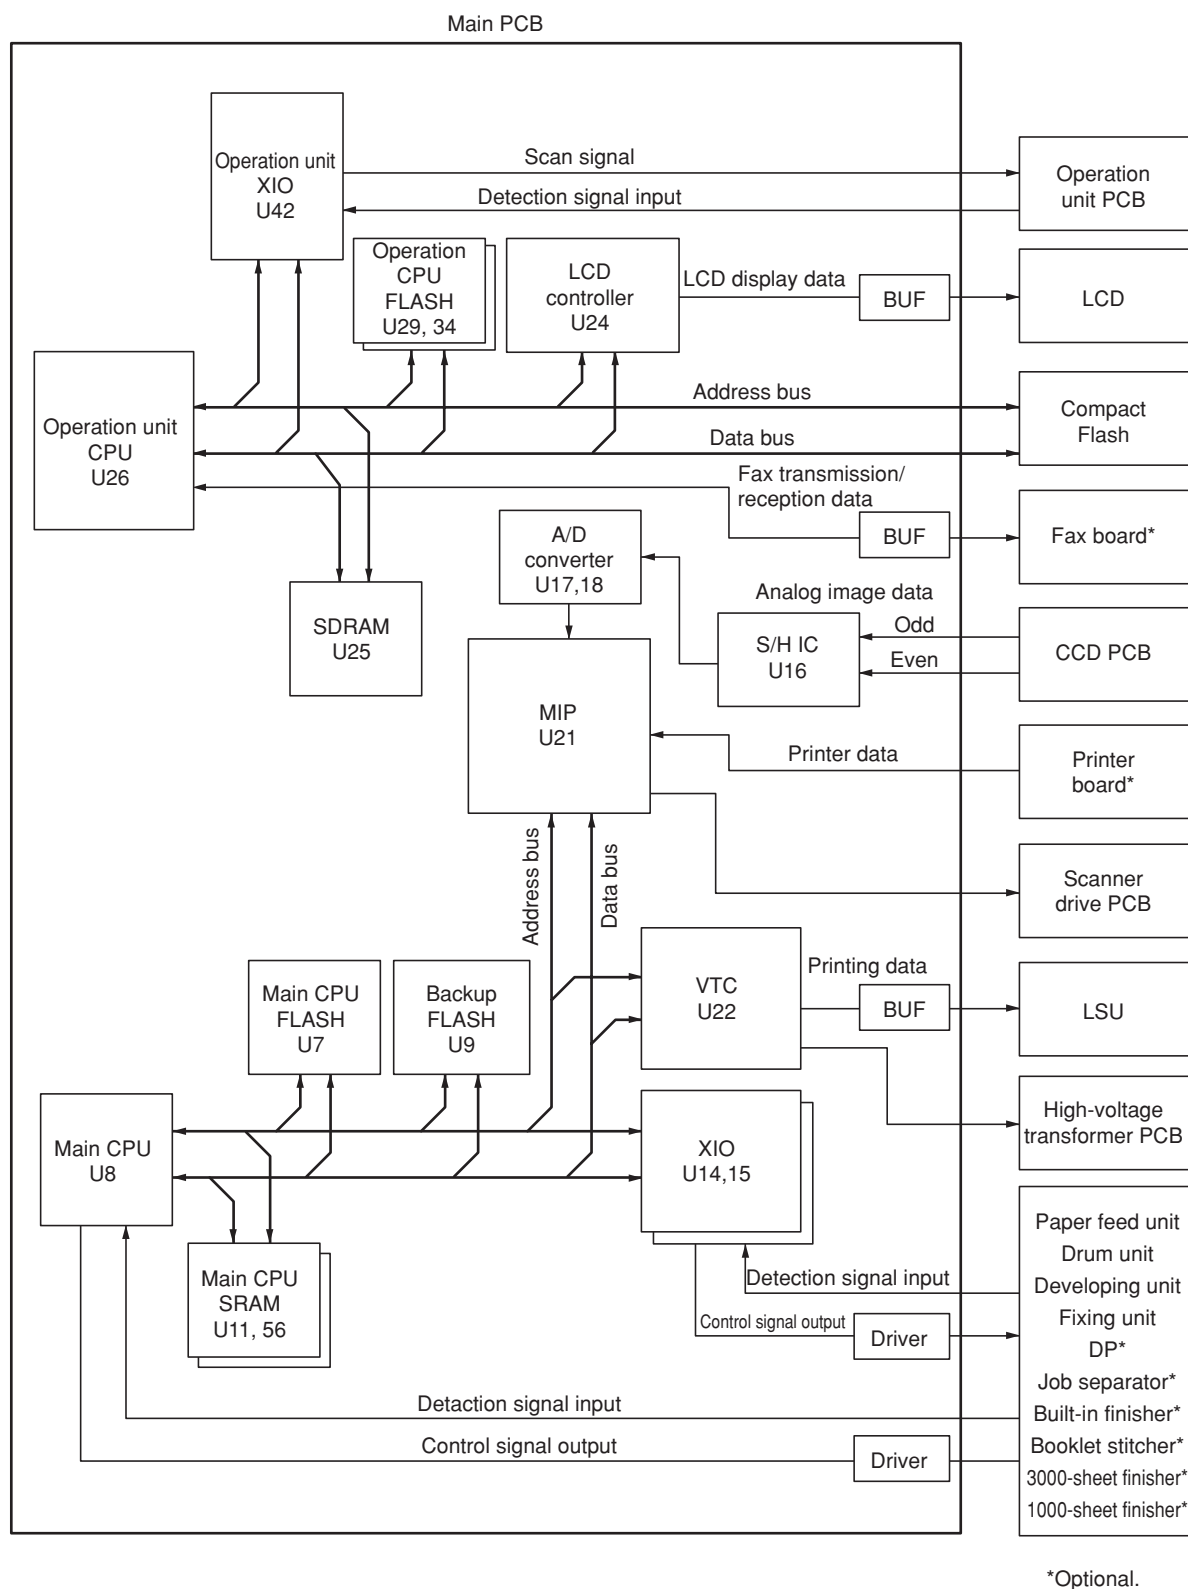 Main PCB
Operation unit
XIO
U42
Scan signal
Detection signal input
Operation
unit PCB
Operation
CPU
FLASH
U29, 34
LCD
controller
U24
LCD display data
BUF
LCD
Operation unit
CPU
U26
Address bus
Data bus
Compact
Flash
Fax transmission/
reception data
BUF
Fax board*
A/D
converter
U17,18
Analog image data
SDRAM
U25
S/H IC
U16
Odd
Even
CCD PCB
MIP
U21
Printer data
Printer
board*
Address bus
Data bus
Scanner
drive PCB
Main CPU
FLASH
U7
Backup
FLASH
U9
VTC
U22
Printing data
BUF
LSU
Main CPU
U8
XIO
U14,15
High-voltage
transformer PCB
Main CPU
SRAM
U11, 56
Detection signal input
Control signal output
Driver
Paper feed unit
Drum unit
Developing unit
Fixing unit
DP*
Job separator*
Built-in finisher*
Booklet stitcher*
3000-sheet finisher*
1000-sheet finisher*
Detaction signal input
Control signal output
Driver
*Optional.